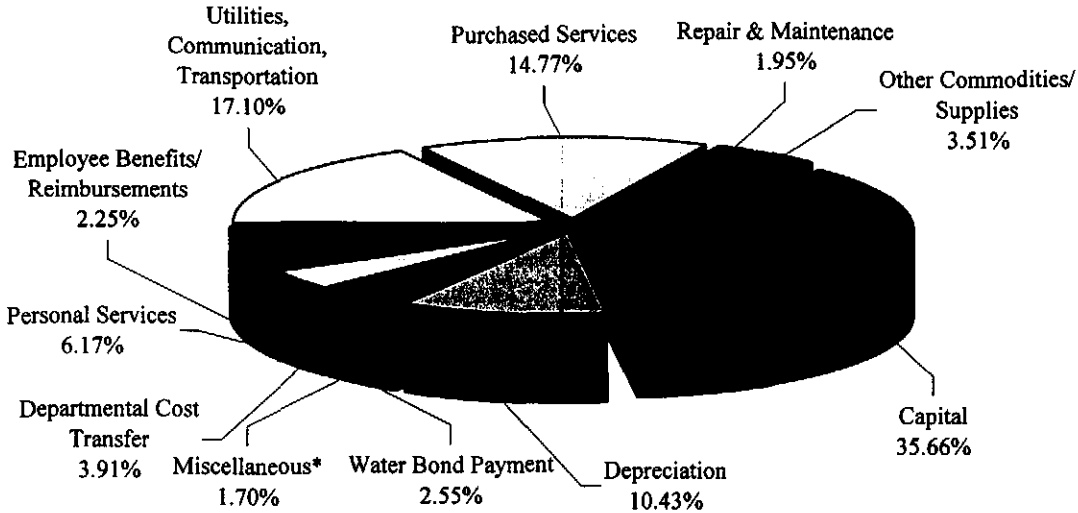 Utilities,
Communication,
Transportation
17.10%
Purchased Services
14.77%
Repair & Maintenance
1.95%
Other Commodities/
Supplies
3.51%
Employee Benefits/
Reimbursements
2.25%
Personal Services
6.17%
Departmental Cost
Transfer
3.91%
Miscellaneous*
1.70%
Water Bond Payment
2.55%
Depreciation
10.43%
Capital
35.66%